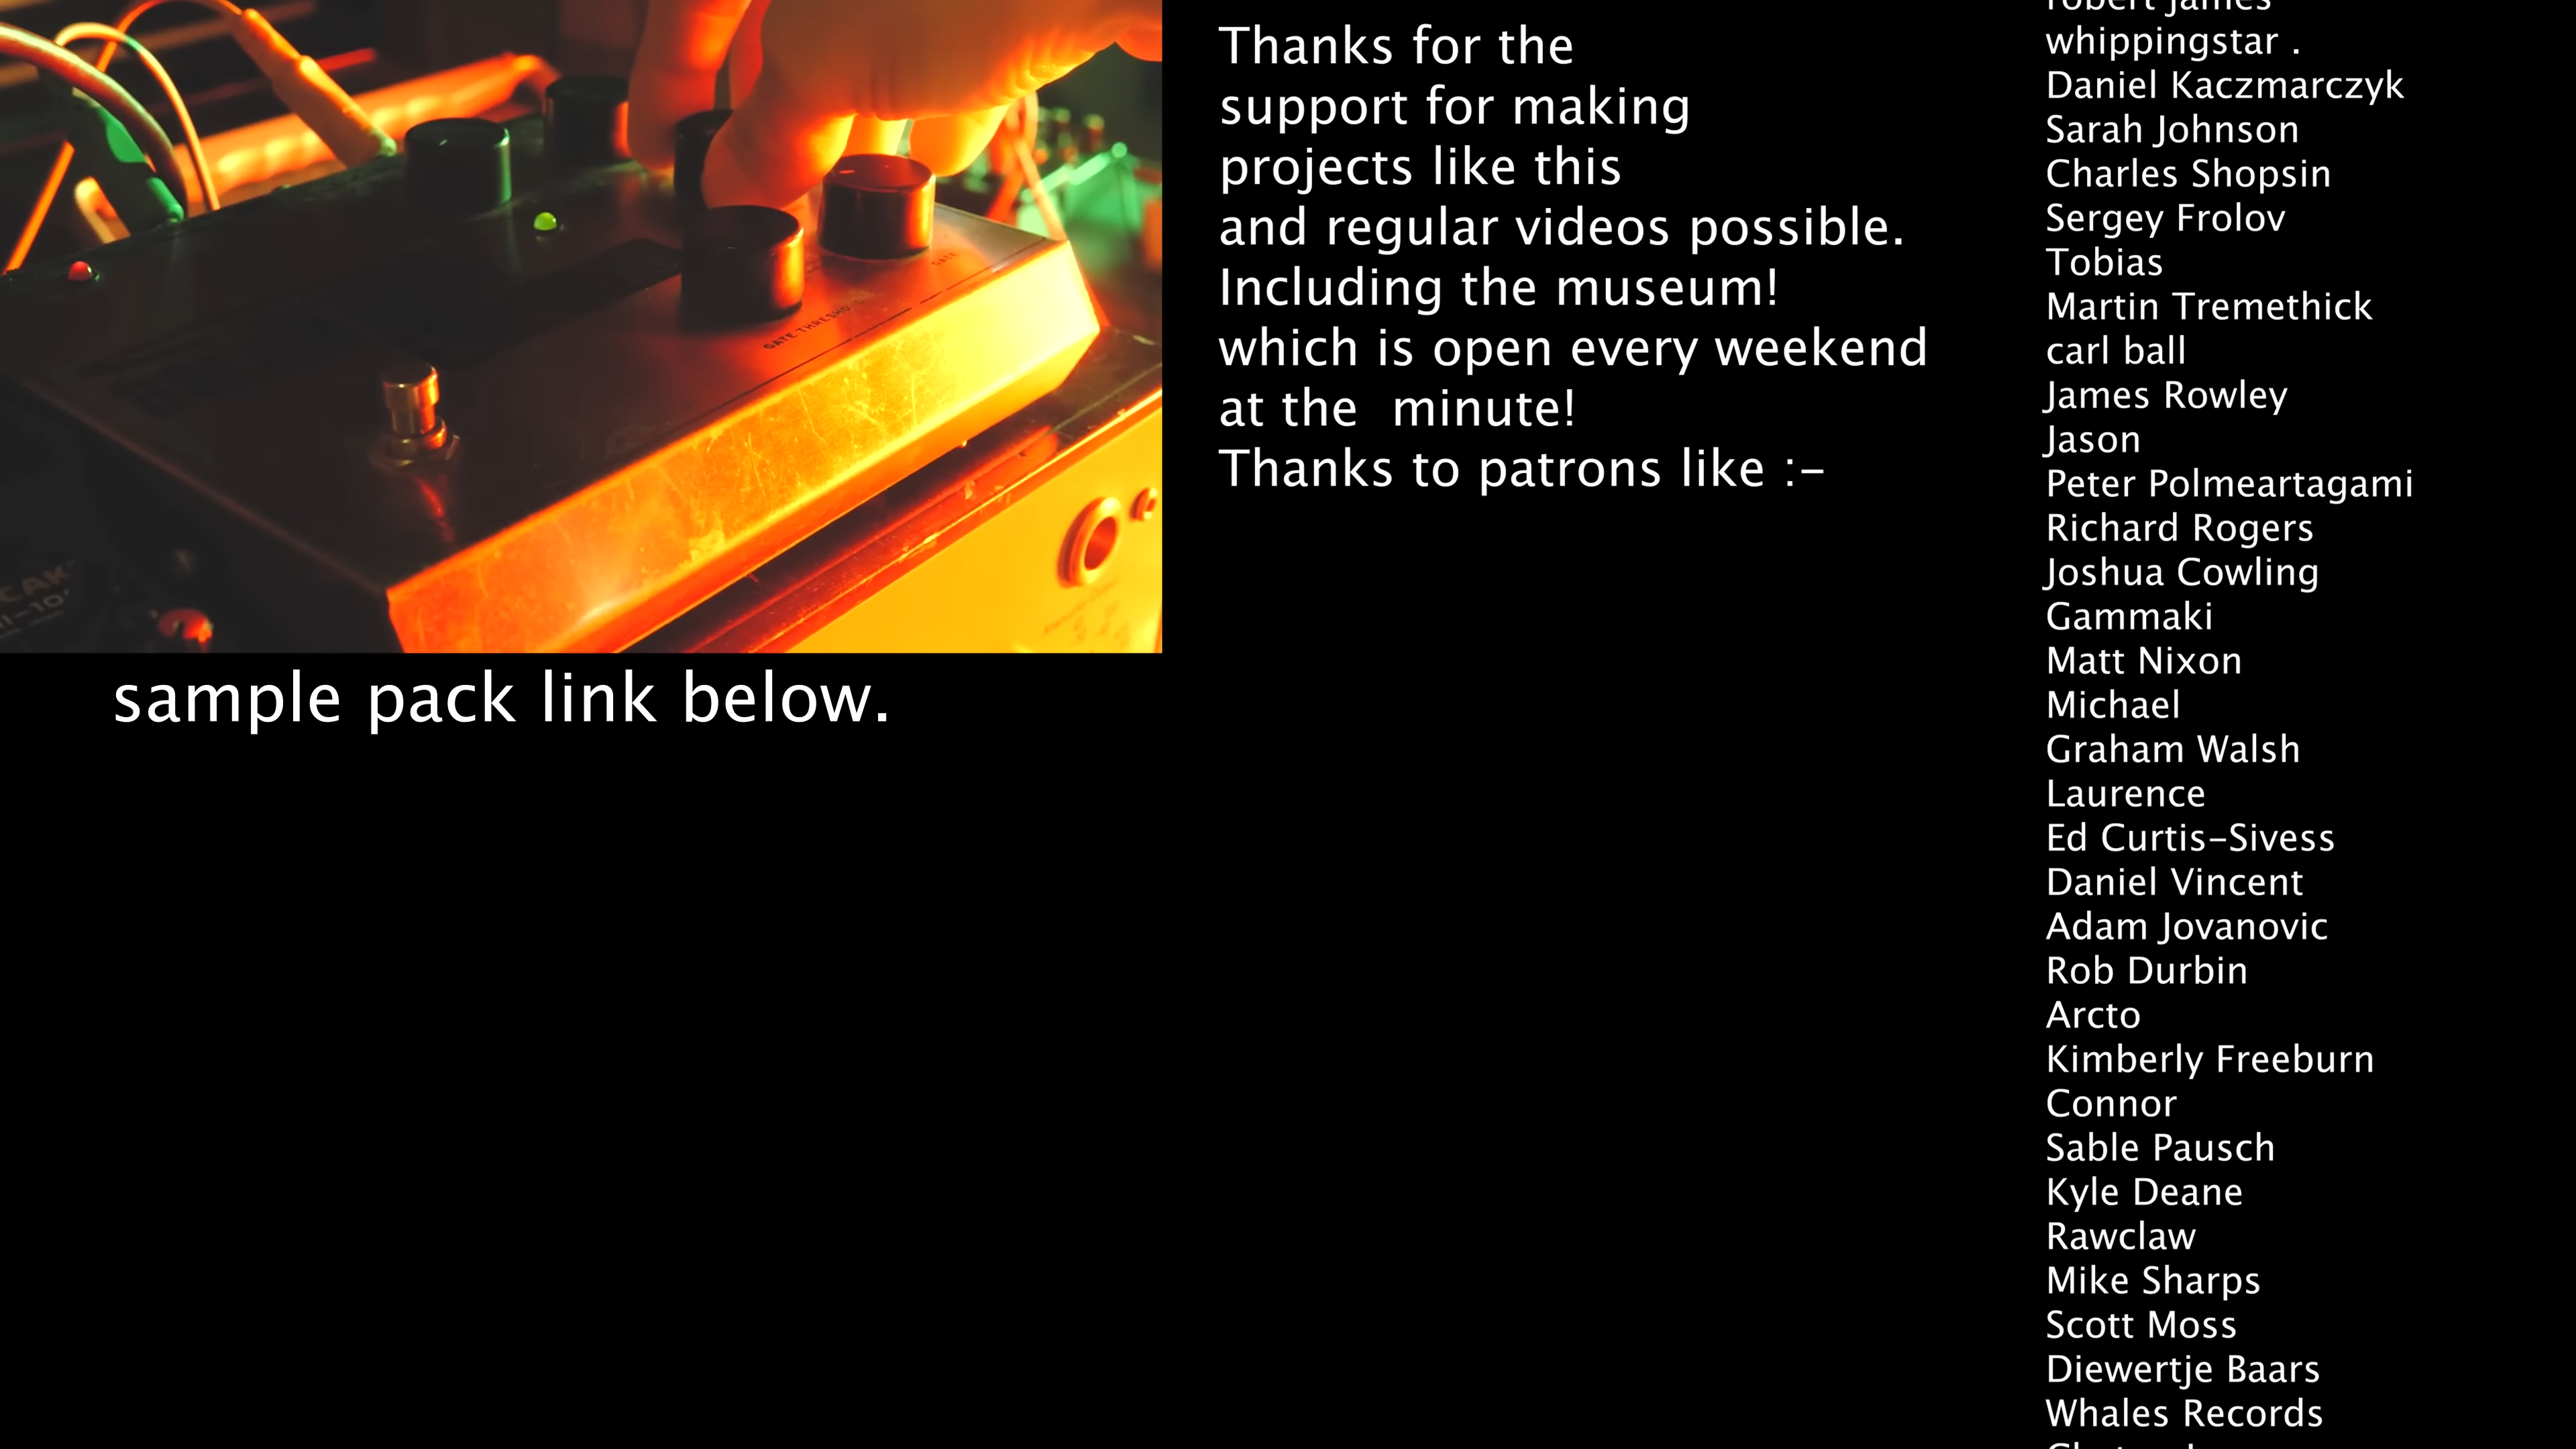 Thanks for the
support for making
projects like this
and regular videos possible.
Including the museum!
which is open every weekend
at the  minute!
Thanks to patrons like :-
sample pack link below.
robert james
whippingstar .
Daniel Kaczmarczyk
Sarah Johnson
Charles Shopsin
Sergey Frolov
Tobias
Martin Tremethick
carl ball
James Rowley
Jason
Peter Polmeartagami
Richard Rogers
Joshua Cowling
Gammaki
Matt Nixon
Michael
Graham Walsh
Laurence
Ed Curtis-Sivess
Daniel Vincent
Adam Jovanovic
Rob Durbin
Arcto
Kimberly Freeburn
Connor
Sable Pausch
Kyle Deane
Rawclaw
Mike Sharps
Scott Moss
Diewertje Baars
Whales Records